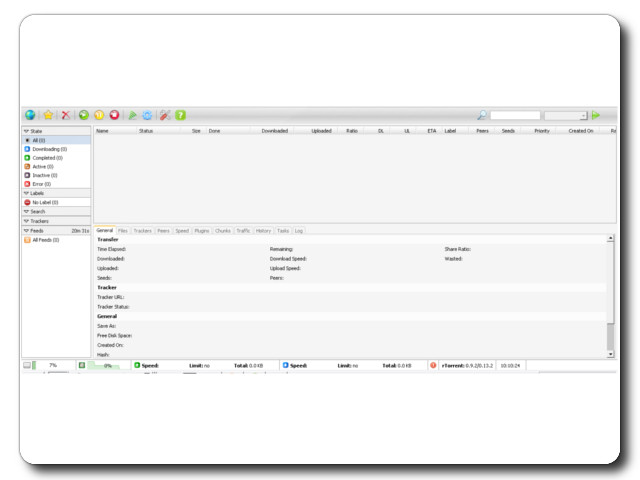 State
Name Status Size Done Downloaded Uploaded Ratio DL UL ETA Label Peers Seeds Priority Created On
All (0)
Downloading (0)
Completed (0)
Active (0)
Inactive (0)
Error (0)
Labels
No Label (0)
Search
Trackers
Feeds 28m 31s
All Feeds (0)
General Files Trackers Peers Speed Plugins Chunks Traffic History Tasks Log
Transfer
Time Elapsed: Remaining: Share Ratio:
Downloaded: Download Speed: Wasted:
Uploaded: Upload Speed:
Seeds: Peers:
Tracker
Tracker URL:
Tracker Status:
General
Save As:
Free Disk Space:
Created On:
Hash:
7% 0% Speed: Limit: no Total: 0.0 KB Speed: Limit: no Total: 0.0 KB rTorrent: 0.9.2/0.13.2 10:10:24